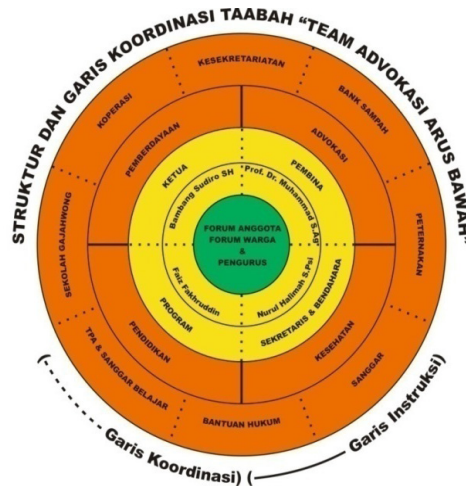 STRUKTUR DAN GARIS KOORDINASI TAABAH "TEAM ADVOKASI ARUS BAWAH"
KESEKRETARIATAN
BANK SAMPAH
PETERNAKAN
SANGGAR
BANTUAN HUKUM
TPA & SANGGAR BELAJAR
SEKOLAH GAJAHWONG
KOPERASI
PEMBERDAYAAN
ADVOKASI
KESEHATAN
PENDIDIKAN
KETUA
PEMBINA
SEKRETARIS & BENDAHARA
PROGRAM
Bambang Sudiro SH
Prof. Dr. Muhammsd S.Ag
Nurul Halimah S.Psi
Faiz Fakhruddin
FORUM ANGGOTA
FORUM WARGA
&
PENGURUS
(Garis Koordinasi)
(Garis Instruksi)